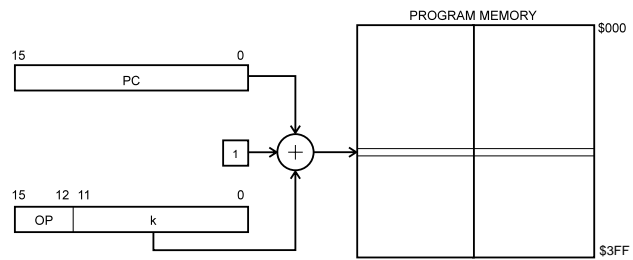 PROGRAM MEMORY
$000
15 0
PC
1
+
15 12 11 0
OP k
$3FF